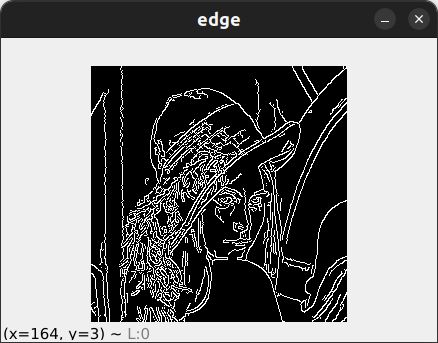 edge
(x=164, y=3) ~ L:0